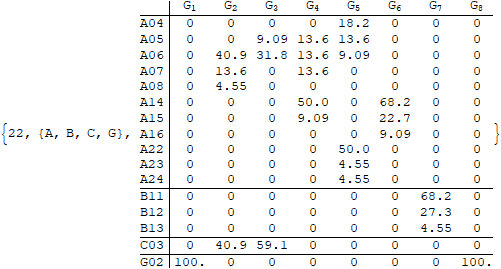 G₁ G₂ G₃ G₄ G₅ G₆ G₇ G₈
A04 0 0 0 0 18.2 0 0 0
A05 0 0 9.09 13.6 13.6 0 0 0
A06 0 40.9 31.8 13.6 9.09 0 0 0
A07 0 13.6 0 13.6 0 0 0 0
A08 0 4.55 0 0 0 0 0 0
A14 0 0 0 50.0 0 68.2 0 0
A15 0 0 0 9.09 0 22.7 0 0
{22, {A, B, C, G}, A16 0 0 0 0 0 9.09 0 0 }
A22 0 0 0 0 50.0 0 0 0
A23 0 0 0 0 4.55 0 0 0
A24 0 0 0 0 4.55 0 0 0
B11 0 0 0 0 0 0 68.2 0
B12 0 0 0 0 0 0 27.3 0
B13 0 0 0 0 0 0 4.55 0
C03 0 40.9 59.1 0 0 0 0 0
G02 100. 0 0 0 0 0 0 100.